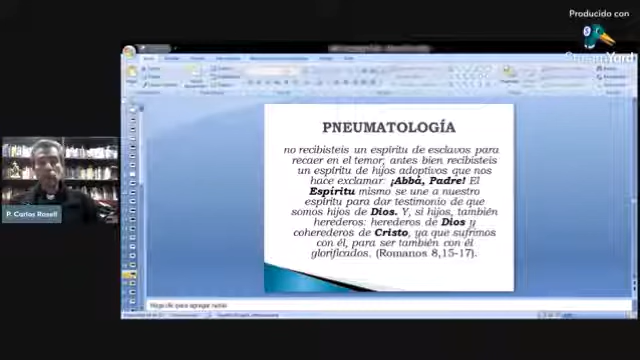 Producido con
StreamYard
PNEUMATOLOGÍA
no recibisteis un espíritu de esclavos para
recaer en el temor; antes bien recibisteis
un espíritu de hijos adoptivos que nos
hace exclamar ¡Abbá, Padre! El
Espíritu mismo se une a nuestro
espíritu para dar testimonio de que
somos hijos de Dios. Y, si hijos, también
herederos: herederos de Dios y
coherederos de Cristo, ya que sufrimos
con él, para ser también con él
glorificados. (Romanos 8,15-17).
P. Carlos Rosell
Haga clic para agregar notas